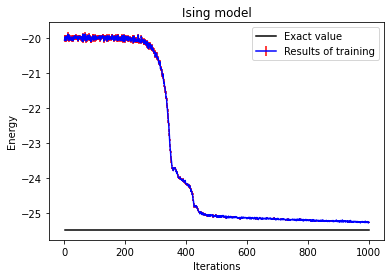 Ising model
Exact value
Results of training
−20
−21
−22
−23
−24
−25
Energy
0
200
400
600
800
1000
Iterations